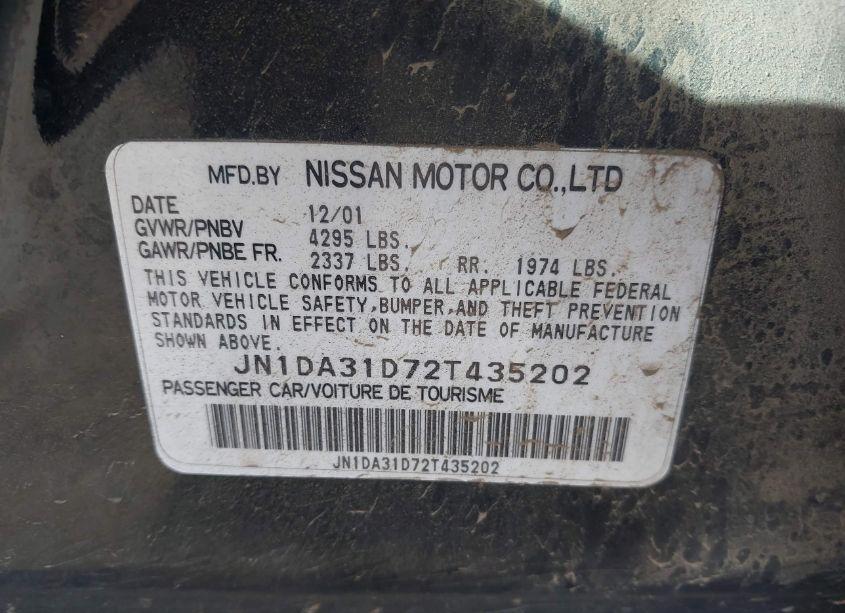 MFD.BY NISSAN MOTOR CO.,LTD
DATE 12/01
GVWR/PNBV 4295 LBS.
GAWR/PNBE FR. 2337 LBS. RR. 1974 LBS.
THIS VEHICLE CONFORMS TO ALL APPLICABLE FEDERAL
MOTOR VEHICLE SAFETY,BUMPER,AND THEFT PREVENTION
STANDARDS IN EFFECT ON THE DATE OF MANUFACTURE
SHOWN ABOVE.
JN1DA31D72T435202
PASSENGER CAR/VOITURE DE TOURISME
JN1DA31D72T435202